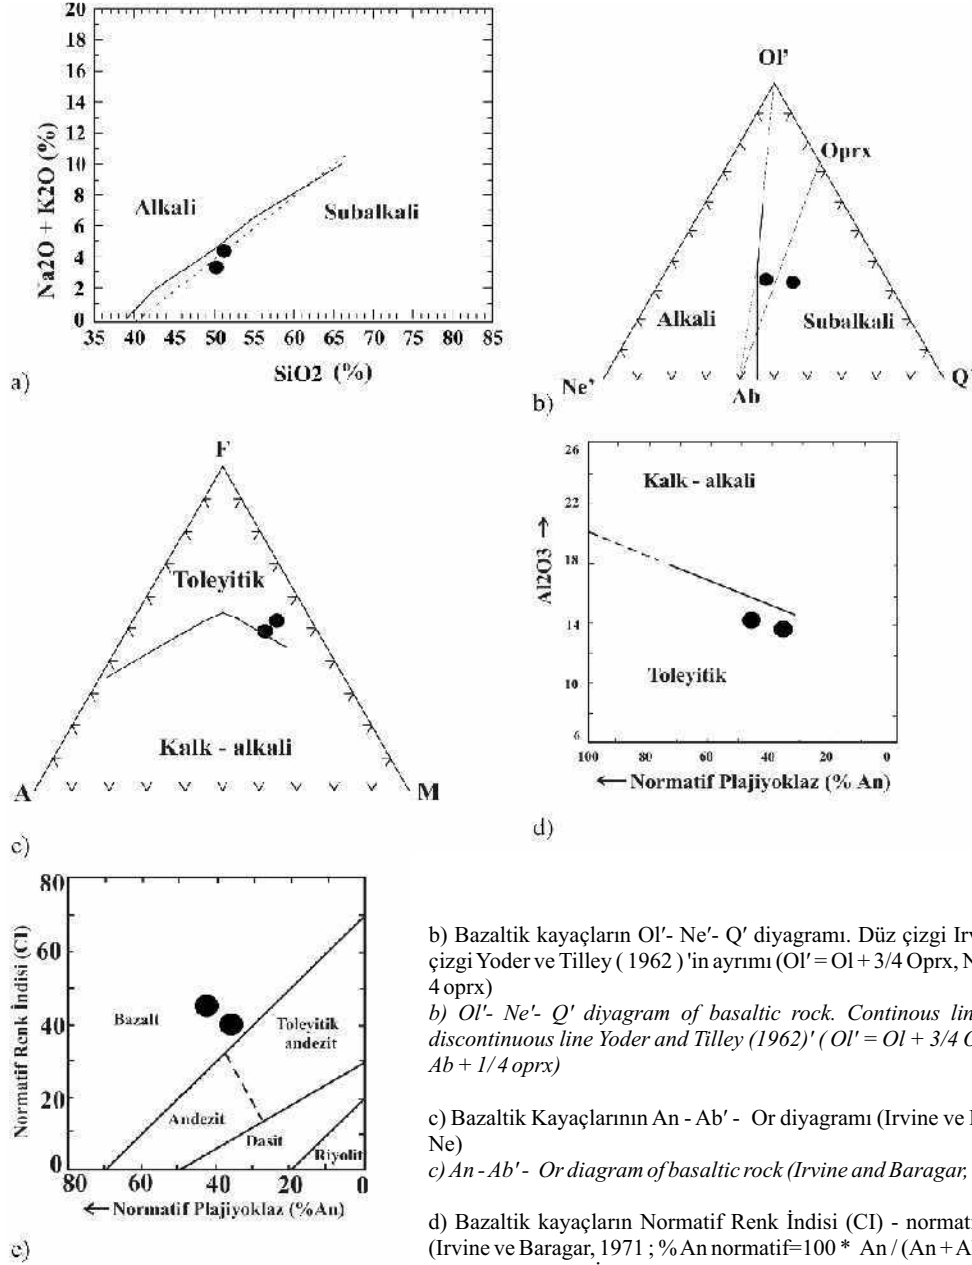 20
18
16
14
12
10
8
6
4
2
0
Na2O + K2O (%)
Alkali
Subalkali
35 40 45 50 55 60 65 70 75 80 85
SiO2 (%)
a)
Ol'
Oprx
Alkali
Subalkali
Ne'
Ab
Q'
b)
F
Toleyitik
Kalk - alkali
A
M
c)
26
22
18
14
10
6
Al2O3 →
Kalk - alkali
Toleyitik
100 80 60 40 20 0
← Normatif Plajiyoklaz (% An)
d)
80
60
40
20
0
Normatif Renk İndisi (CI)
Bazalt
Toleyitik
andezit
Andezit
Dasit
Riyolit
80 60 40 20 0
← Normatif Plajiyoklaz (%An)
e)
b) Bazaltik kayaçların Ol′- Ne′- Q′ diyagramı. Düz çizgi
çizgi Yoder ve Tilley ( 1962 ) 'in ayrımı (Ol′ = Ol + 3/4 Oprx,
4 oprx)
b) Ol′- Ne′- Q′ diyagram of basaltic rock. Continous
discontinuous line Yoder and Tilley (1962)' ( Ol′ = Ol + 3/4
Ab + 1/ 4 oprx)
c) Bazaltik Kayaçlarının An - Ab′ - Or diyagramı (Irvine ve
Ne)
c) An - Ab′ - Or diagram of basaltic rock (Irvine and Baragar,
d) Bazaltik kayaçların Normatif Renk İndisi (CI) -
(Irvine ve Baragar, 1971 ; % An normatif=100 * An / (An +